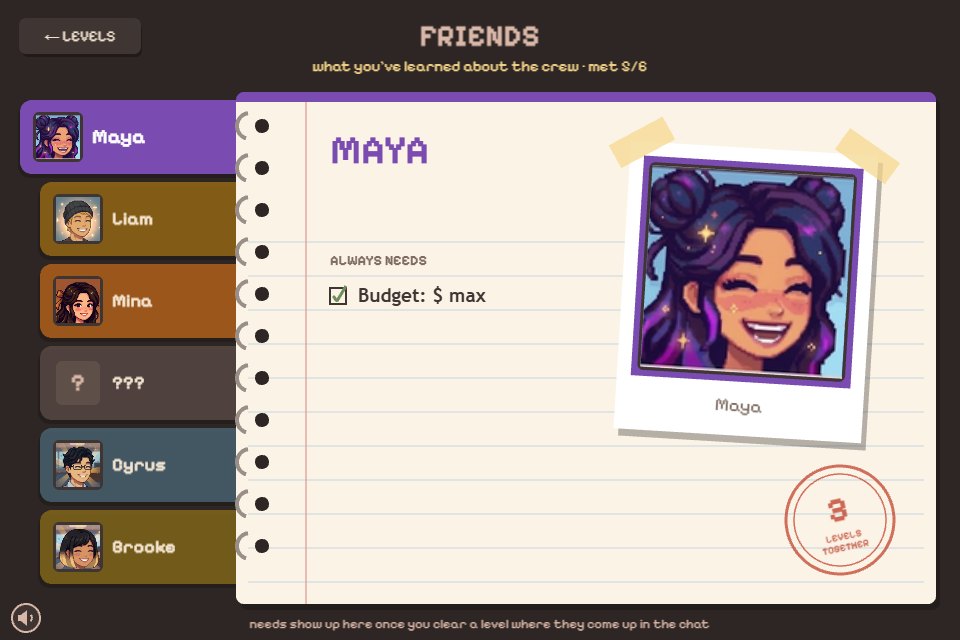 ← LEVELS
FRIENDS
what you've learned about the crew · met 5/6
Maya
Liam
Mina
?
???
Cyrus
Brooke
MAYA
ALWAYS NEEDS
Budget: $ max
Maya
3
LEVELS
TOGETHER
needs show up here once you clear a level where they come up in the chat